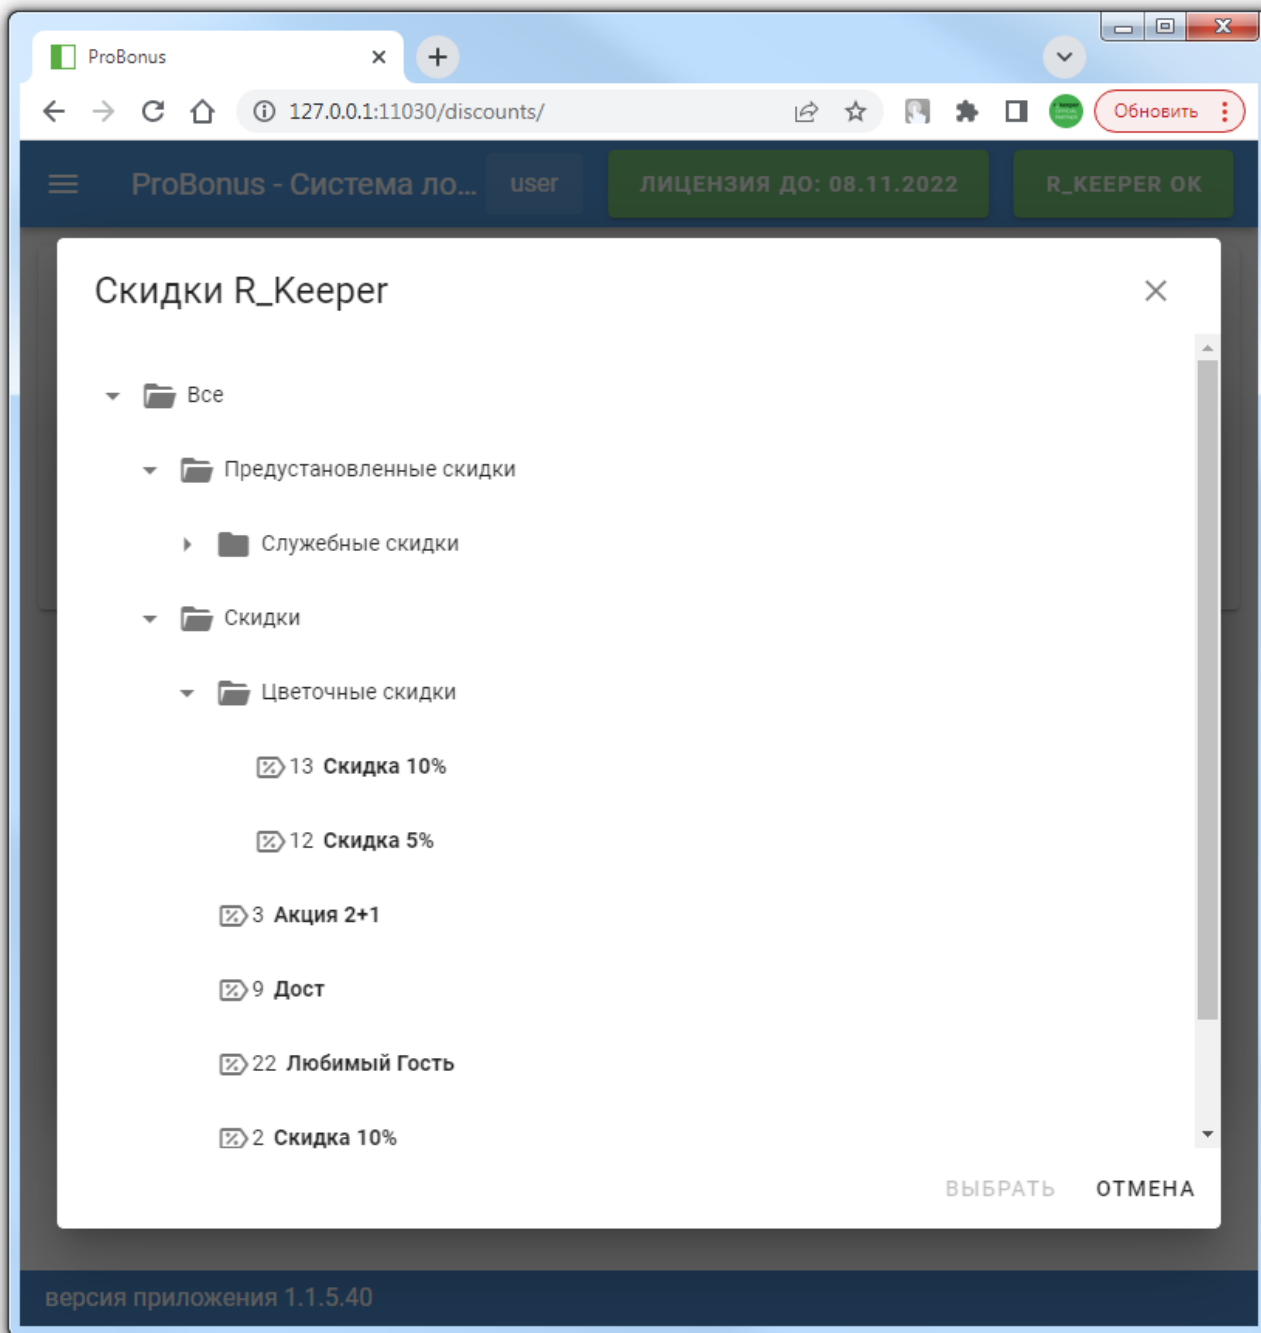 ProBonus
127.0.0.1:11030/discounts/
Обновить
ProBonus - Система ло...
user
ЛИЦЕНЗИЯ ДО: 08.11.2022
R_KEEPER OK
Скидки R_Keeper
Все
Предустановленные скидки
Служебные скидки
Скидки
Цветочные скидки
13 Скидка 10%
12 Скидка 5%
3 Акция 2+1
9 Дост
22 Любимый Гость
2 Скидка 10%
ВЫБРАТЬ
ОТМЕНА
версия приложения 1.1.5.40